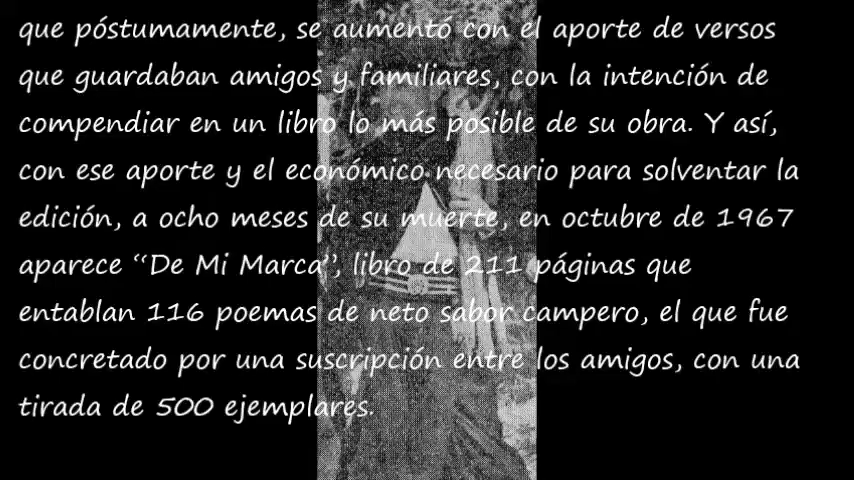 que póstumamente, se aumentó con el aporte de versos
que guardaban amigos y familiares, con la intención de
compendiar en un libro lo más posible de su obra. Y así,
con ese aporte y el económico necesario para solventar la
edición, a ocho meses de su muerte, en octubre de 1967
aparece “De Mi Marca”, libro de 211 páginas que
entablan 116 poemas de neto sabor campero, el que fue
concretado por una suscripción entre los amigos, con una
tirada de 500 ejemplares.